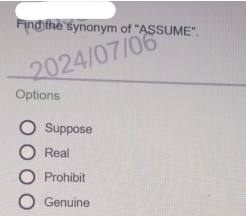 Find the synonym of "ASSUME".
2024/07/06
Options
Suppose
Real
Prohibit
Genuine